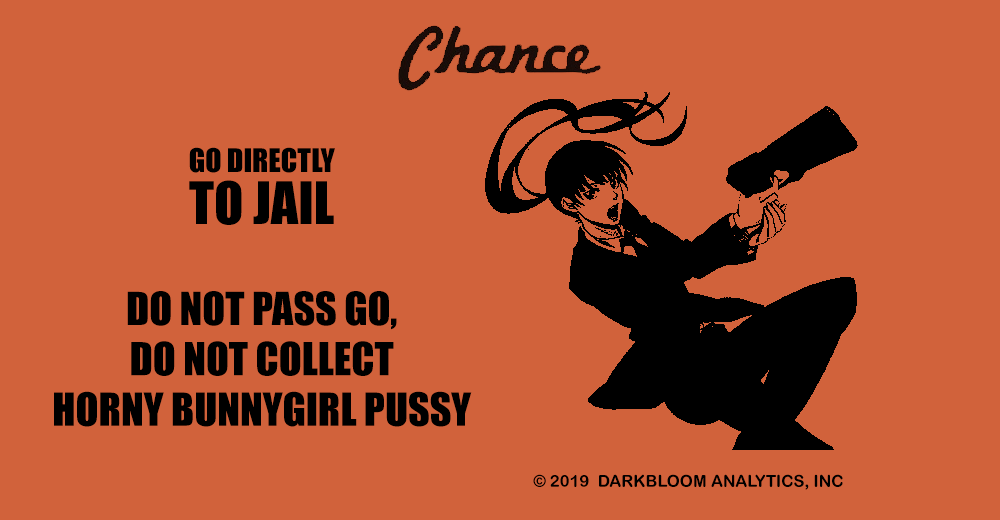 Chance
GO DIRECTLY
TO JAIL
DO NOT PASS GO,
DO NOT COLLECT
HORNY BUNNYGIRL PUSSY
© 2019 DARKBLOOM ANALYTICS, INC